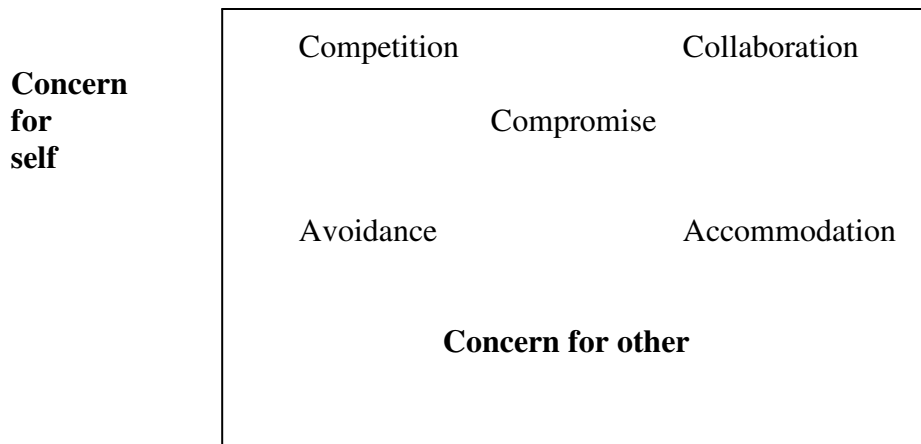 Competition Collaboration
Concern
for
self
Compromise
Avoidance Accommodation
Concern for other